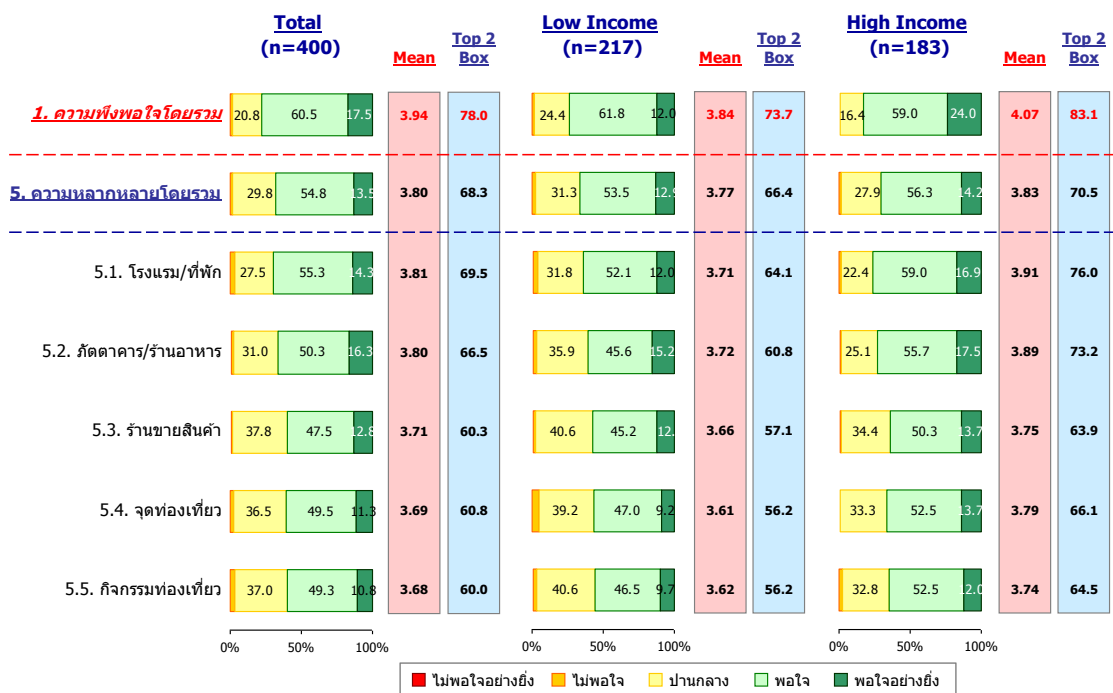 Total Low Income High Income
(n=400) (n=217) (n=183)
Mean Top 2 Box Mean Top 2 Box Mean Top 2 Box
1. ความพึงพอใจโดยรวม 20.8 60.5 17.5 3.94 78.0 24.4 61.8 12.0 3.84 73.7 16.4 59.0 24.0 4.07 83.1
5. ความหลากหลายโดยรวม 29.8 54.8 13.5 3.80 68.3 31.3 53.5 12.9 3.77 66.4 27.9 56.3 14.2 3.83 70.5
5.1. โรงแรม/ที่พัก 27.5 55.3 14.3 3.81 69.5 31.8 52.1 12.0 3.71 64.1 22.4 59.0 16.9 3.91 76.0
5.2. ภัตตาคาร/ร้านอาหาร 31.0 50.3 16.3 3.80 66.5 35.9 45.6 15.2 3.72 60.8 25.1 55.7 17.5 3.89 73.2
5.3. ร้านขายสินค้า 37.8 47.5 12.8 3.71 60.3 40.6 45.2 12. 3.66 57.1 34.4 50.3 13.7 3.75 63.9
5.4. จุดท่องเที่ยว 36.5 49.5 11.3 3.69 60.8 39.2 47.0 9.2 3.61 56.2 33.3 52.5 13.7 3.79 66.1
5.5. กิจกรรมท่องเที่ยว 37.0 49.3 10.8 3.68 60.0 40.6 46.5 9.7 3.62 56.2 32.8 52.5 12.0 3.74 64.5
0% 50% 100% 0% 50% 100% 0% 50% 100%
ไม่พอใจอย่างยิ่ง ไม่พอใจ ปานกลาง พอใจ พอใจอย่างยิ่ง